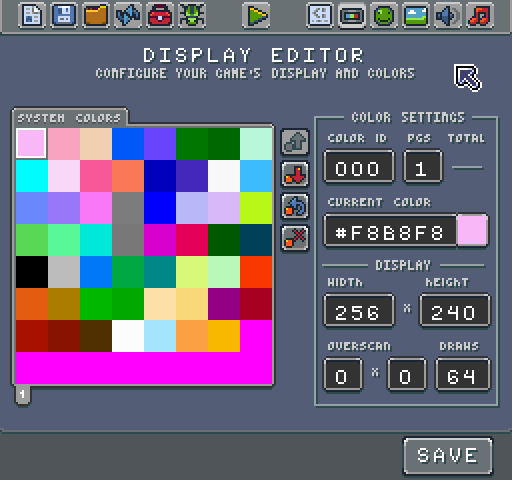 DISPLAY EDITOR
CONFIGURE YOUR GAME'S DISPLAY AND COLORS
SYSTEM COLORS
COLOR SETTINGS
COLOR ID PGS TOTAL
000 1
CURRENT COLOR
#F8B8F8
DISPLAY
WIDTH HEIGHT
256 X 240
OVERSCAN DRAWS
0 X 0 64
1
SAVE